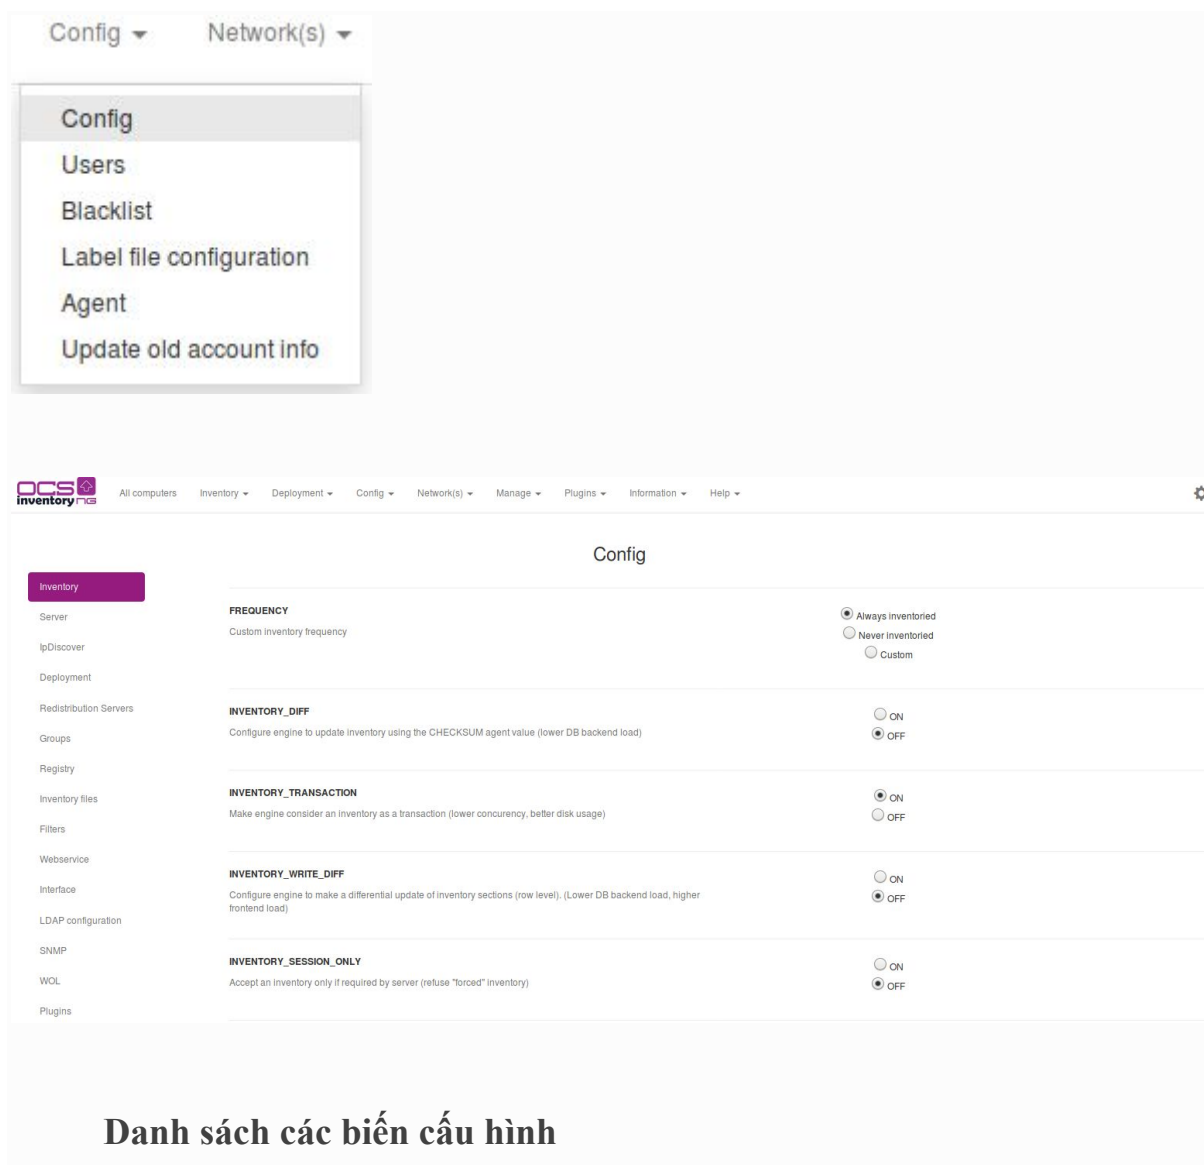 Config Network(s)
Config
Users
Blacklist
Label file configuration
Agent
Update old account info
OCS
inventory NG
All computers Inventory Deployment Config Network(s) Manage Plugins Information Help
Config
Inventory
Server
IpDiscover
Deployment
Redistribution Servers
Groups
Registry
Inventory files
Filters
Webservice
Interface
LDAP configuration
SNMP
WOL
Plugins
FREQUENCY
Custom inventory frequency
Always inventoried
Never inventoried
Custom
INVENTORY_DIFF
Configure engine to update inventory using the CHECKSUM agent value (lower DB backend load)
ON
OFF
INVENTORY_TRANSACTION
Make engine consider an inventory as a transaction (lower concurency, better disk usage)
ON
OFF
INVENTORY_WRITE_DIFF
Configure engine to make a differential update of inventory sections (row level). (Lower DB backend load, higher
frontend load)
ON
OFF
INVENTORY_SESSION_ONLY
Accept an inventory only if required by server (refuse "forced" inventory)
ON
OFF
Danh sách các biến cấu hình